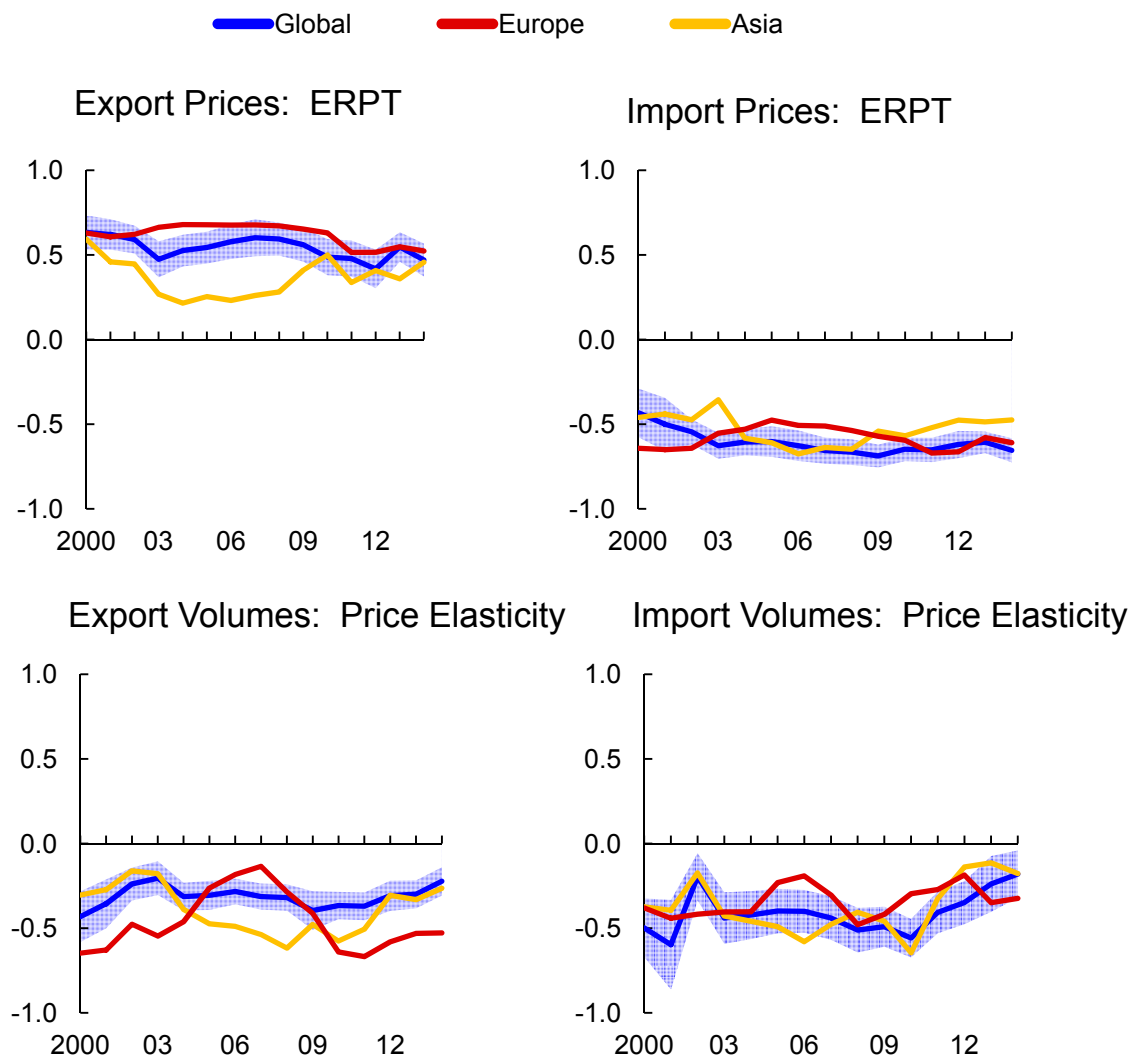 Global Europe Asia
Export Prices: ERPT
1.0
0.5
0.0
-0.5
-1.0
2000 03 06 09 12
Import Prices: ERPT
1.0
0.5
0.0
-0.5
-1.0
2000 03 06 09 12
Export Volumes: Price Elasticity
1.0
0.5
0.0
-0.5
-1.0
2000 03 06 09 12
Import Volumes: Price Elasticity
1.0
0.5
0.0
-0.5
-1.0
2000 03 06 09 12